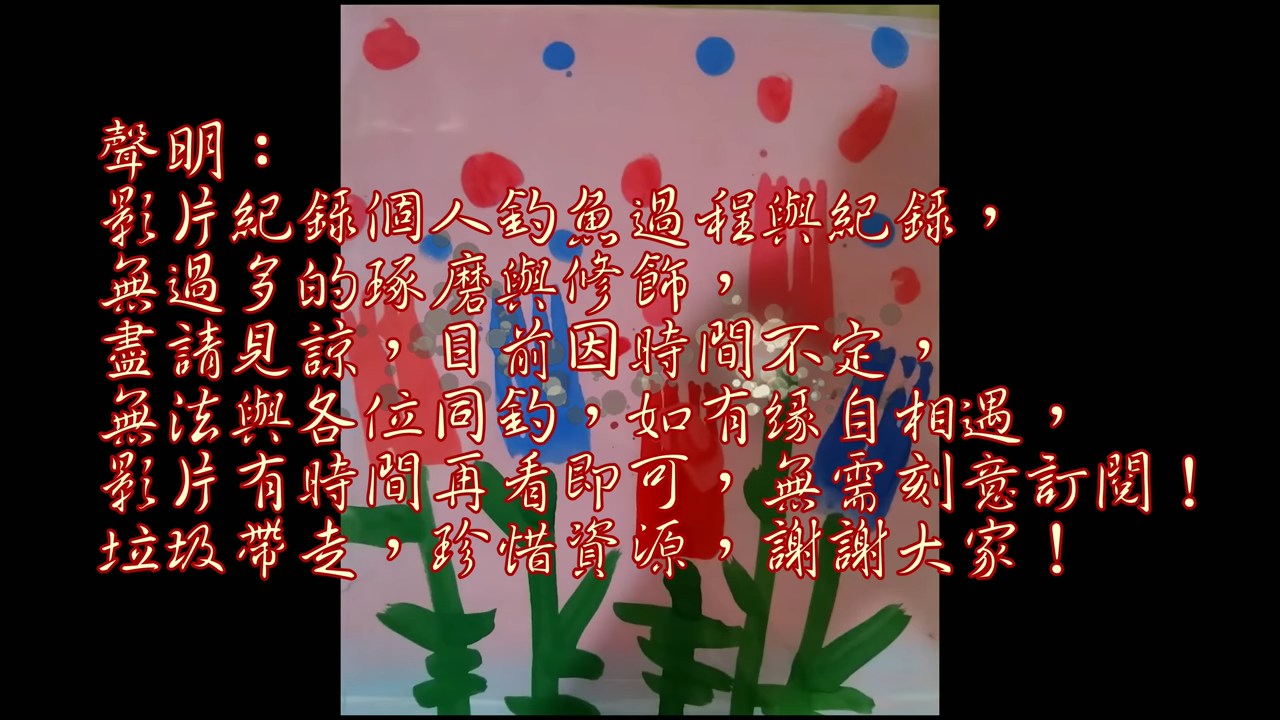 聲明：
影片紀錄個人釣魚過程與紀錄，
無過多的琢磨與修飾，
盡請見諒，目前因時間不定，
無法與各位同釣，如有緣自相遇，
影片有時間再看即可，無需刻意訂閱！
垃圾帶走，珍惜資源，謝謝大家！